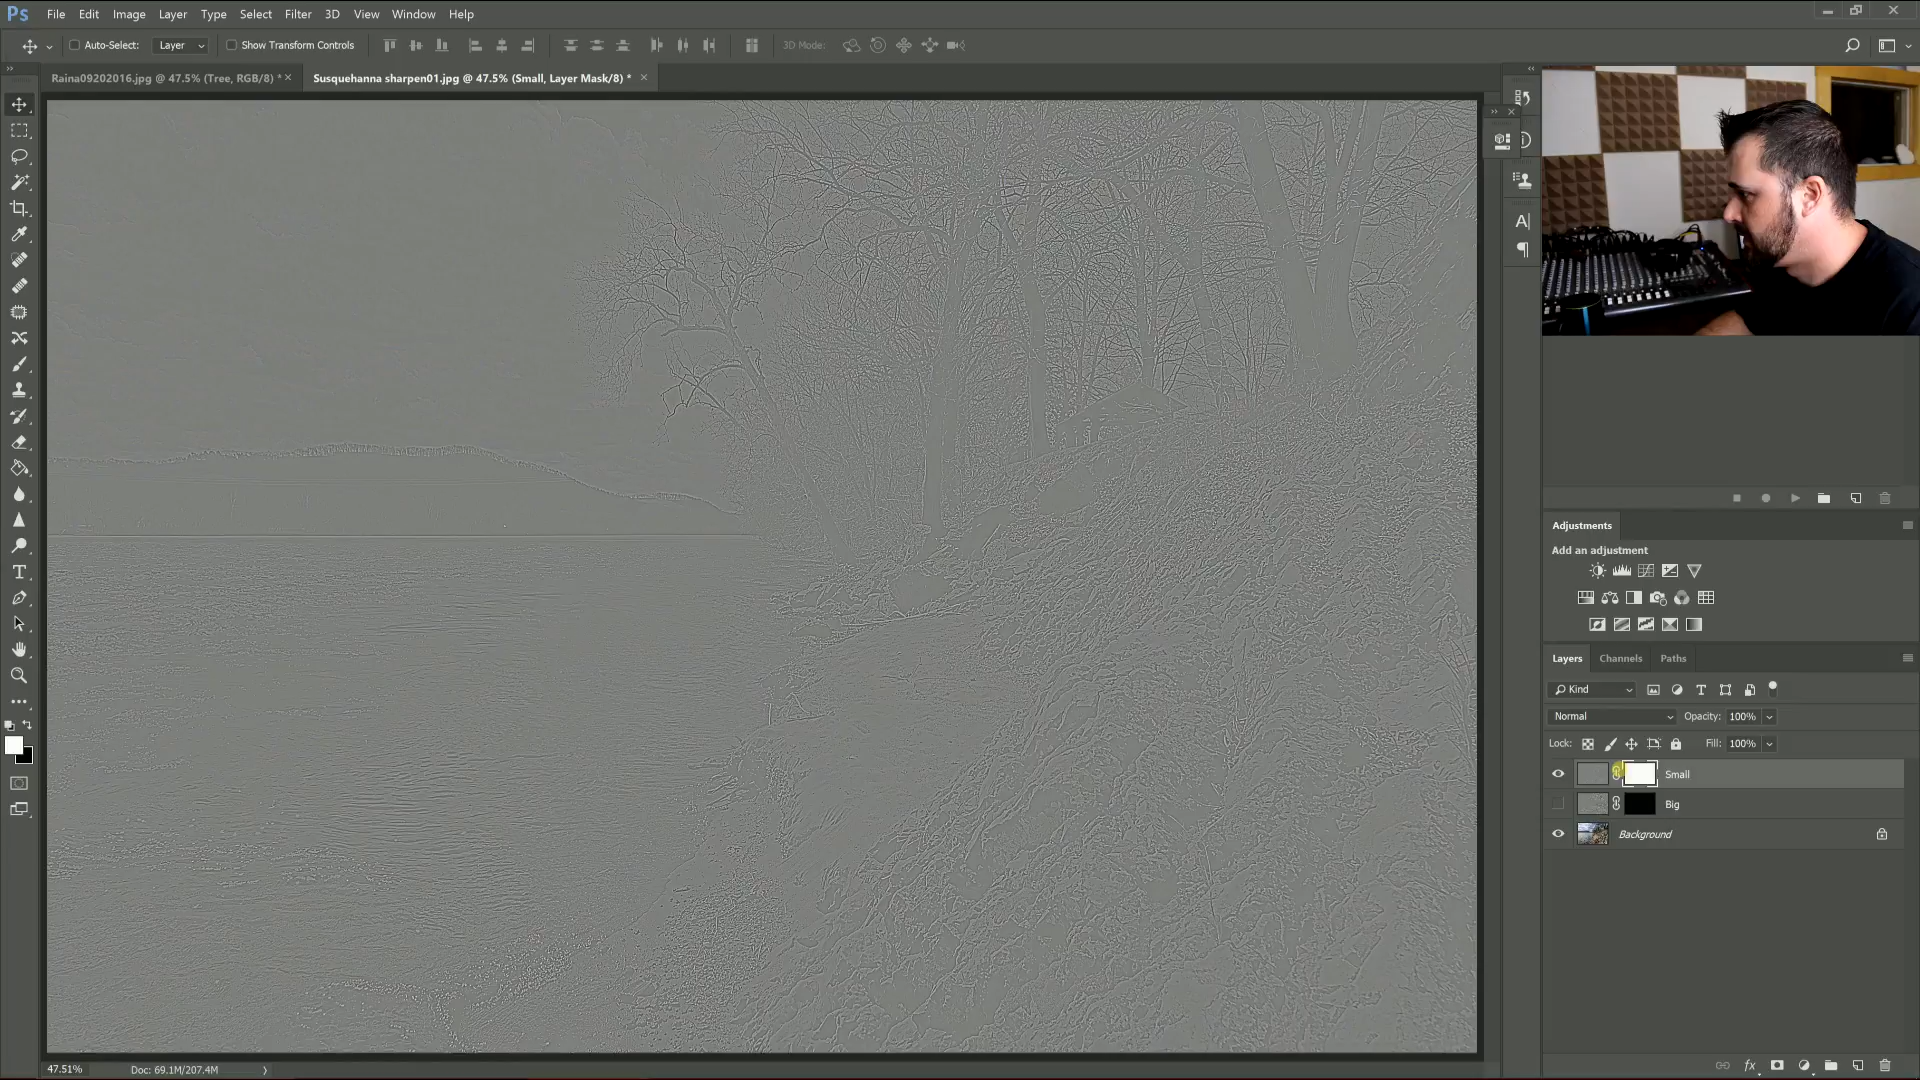 Ps File Edit Image Layer Type Select Filter 3D View Window Help
Auto-Select: Layer Show Transform Controls 3D Mode:
Raina09202016.jpg @ 47.5% (Tree, RGB/8) * × Susquehanna sharpen01.jpg @ 47.5% (Small, Layer Mask/8) * ×
Adjustments
Add an adjustment
Layers Channels Paths
Kind
Normal Opacity: 100%
Lock: Fill: 100%
Small
Big
Background
47.51% Doc: 69.1M/207.4M